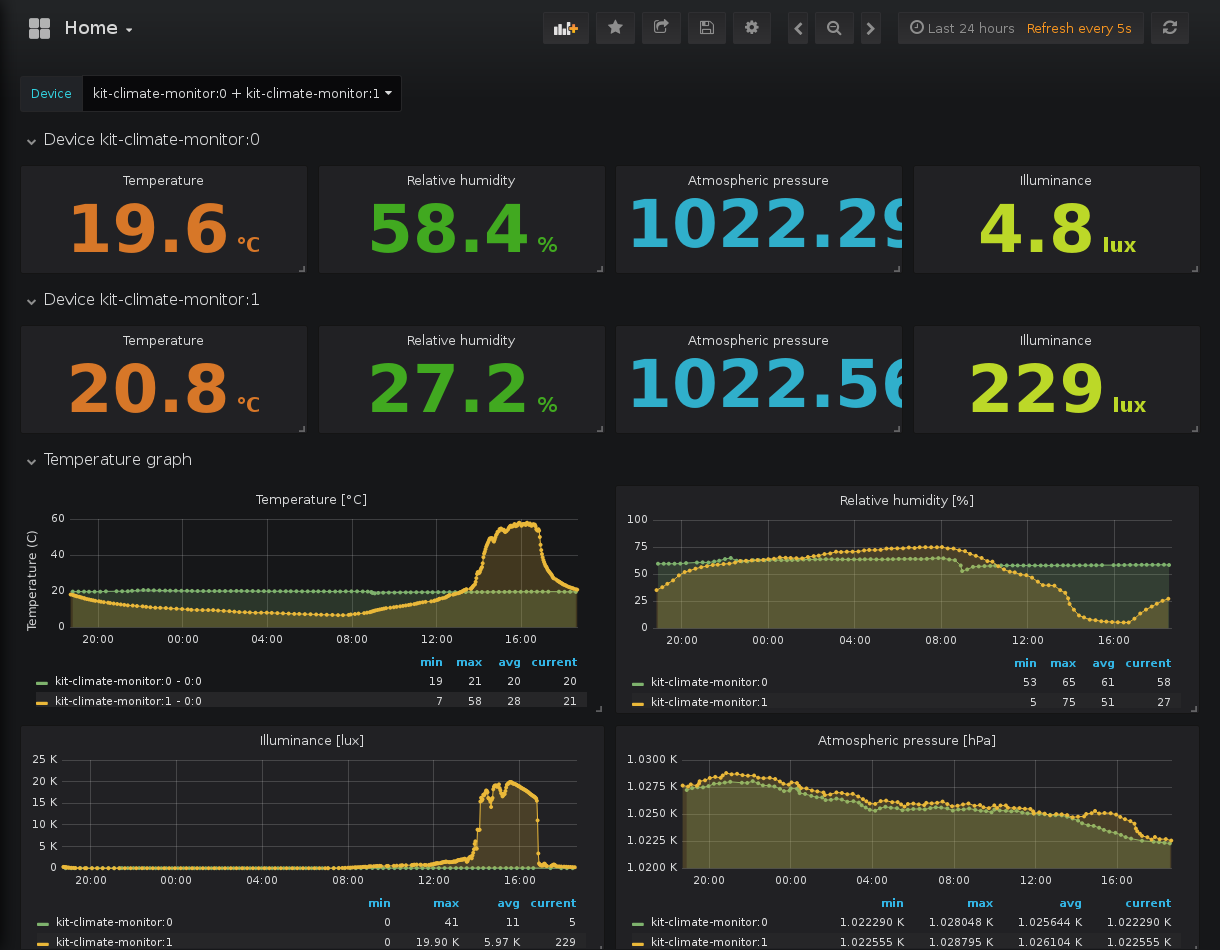 Home
Last 24 hours Refresh every 5s
Device kit-climate-monitor:0 + kit-climate-monitor:1
Device kit-climate-monitor:0
Temperature Relative humidity Atmospheric pressure Illuminance
19.6 °C 58.4 % 1022.29 4.8 lux
Device kit-climate-monitor:1
Temperature Relative humidity Atmospheric pressure Illuminance
20.8 °C 27.2 % 1022.56 229 lux
Temperature graph
Temperature [°C]
Temperature (C)
60
40
20
0
20:00 00:00 04:00 08:00 12:00 16:00
min max avg current
kit-climate-monitor:0 - 0:0 19 21 20 20
kit-climate-monitor:1 - 0:0 7 58 28 21
Relative humidity [%]
100
75
50
25
0
20:00 00:00 04:00 08:00 12:00 16:00
min max avg current
kit-climate-monitor:0 53 65 61 58
kit-climate-monitor:1 5 75 51 27
Illuminance [lux]
25 K
20 K
15 K
10 K
5 K
0
20:00 00:00 04:00 08:00 12:00 16:00
min max avg current
kit-climate-monitor:0 0 41 11 5
kit-climate-monitor:1 0 19.90 K 5.97 K 229
Atmospheric pressure [hPa]
1.0300 K
1.0275 K
1.0250 K
1.0225 K
1.0200 K
20:00 00:00 04:00 08:00 12:00 16:00
min max avg current
kit-climate-monitor:0 1.022290 K 1.028048 K 1.025644 K 1.022290 K
kit-climate-monitor:1 1.022555 K 1.028795 K 1.026104 K 1.022555 K